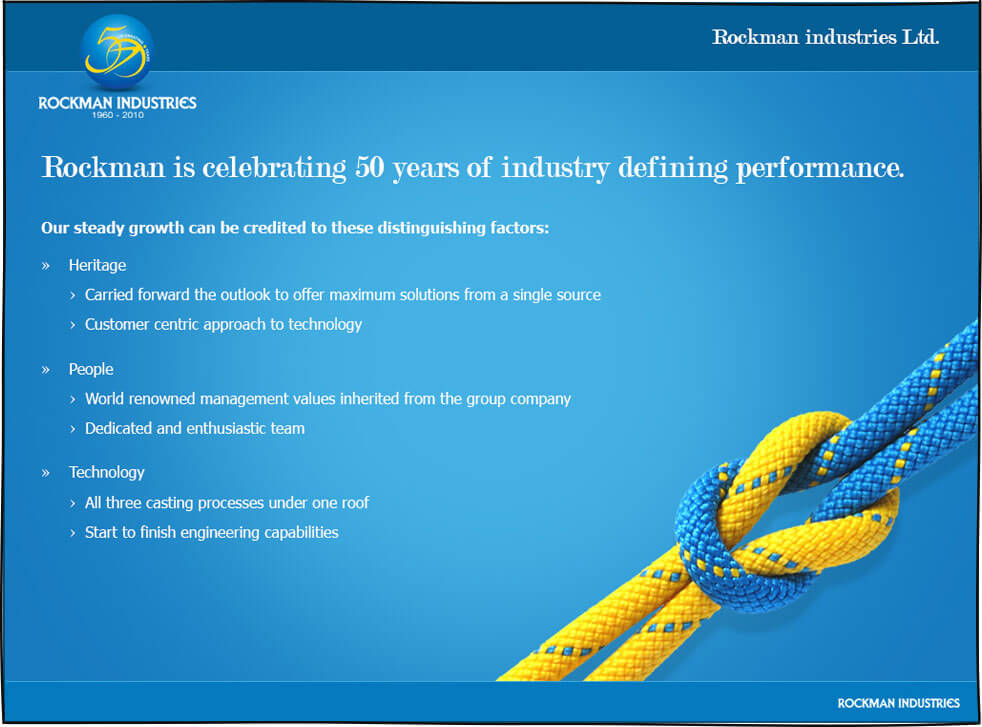 Rockman industries Ltd.
ROCKMAN INDUSTRIES
1960 - 2010
Rockman is celebrating 50 years of industry defining performance.
Our steady growth can be credited to these distinguishing factors:
» Heritage
› Carried forward the outlook to offer maximum solutions from a single source
› Customer centric approach to technology
» People
› World renowned management values inherited from the group company
› Dedicated and enthusiastic team
» Technology
› All three casting processes under one roof
› Start to finish engineering capabilities
ROCKMAN INDUSTRIES